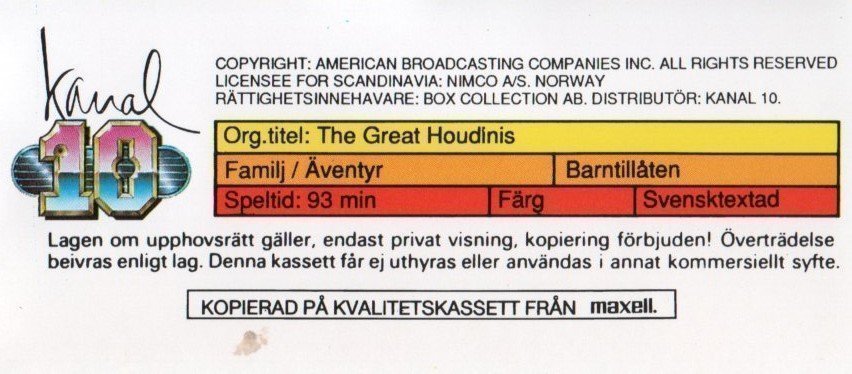 Kanal
10
COPYRIGHT: AMERICAN BROADCASTING COMPANIES INC. ALL RIGHTS RESERVED
LICENSEE FOR SCANDINAVIA: NIMCO A/S. NORWAY
RÄTTIGHETSINNEHAVARE: BOX COLLECTION AB. DISTRIBUTÖR: KANAL 10.
Org.titel: The Great Houdinis
Familj / Äventyr Barntillåten
Speltid: 93 min Färg Svensktextad
Lagen om upphovsrätt gäller, endast privat visning, kopiering förbjuden! Överträdelse
beivras enligt lag. Denna kassett får ej uthyras eller användas i annat kommersiellt syfte.
KOPIERAD PÅ KVALITETSKASSETT FRÅN maxell.